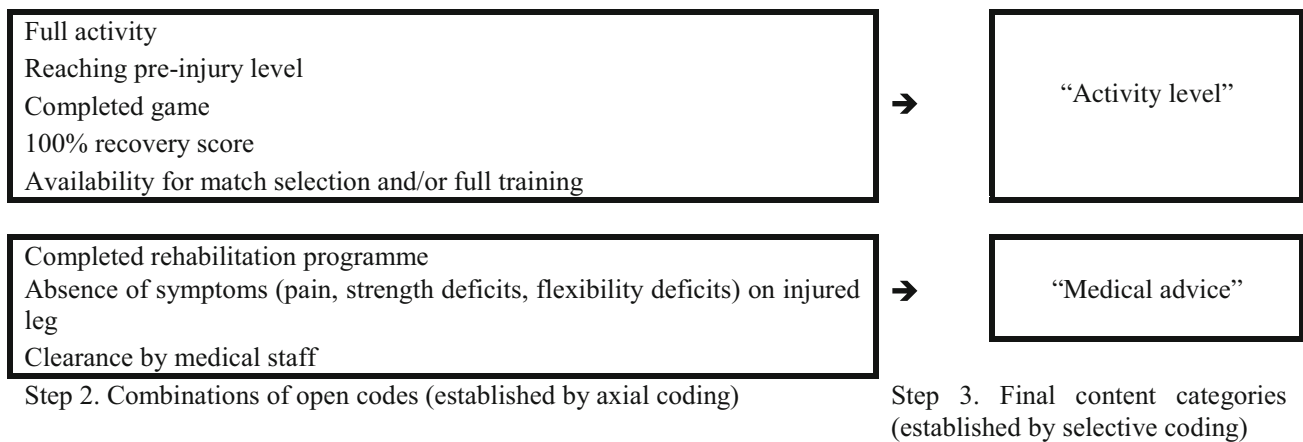 Full activity
Reaching pre-injury level
Completed game
100% recovery score
Availability for match selection and/or full training
➔
“Activity level”
Completed rehabilitation programme
Absence of symptoms (pain, strength deficits, flexibility deficits) on injured
leg
Clearance by medical staff
➔
“Medical advice”
Step 2. Combinations of open codes (established by axial coding)
Step 3. Final content categories
(established by selective coding)